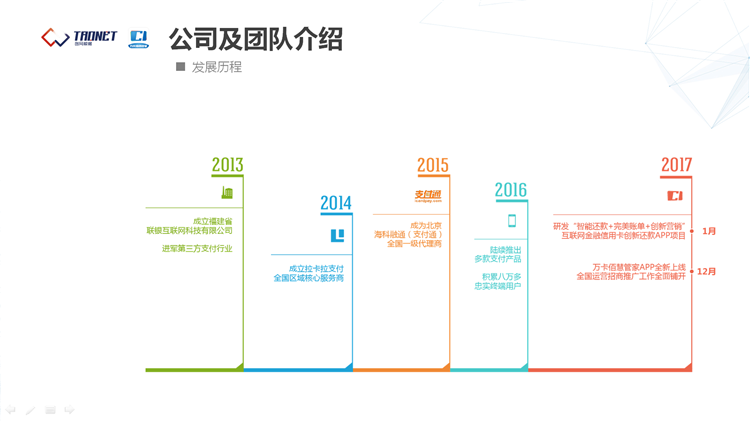 TAONET
公司及团队介绍
发展历程
2013
成立福建省
联银互联网科技有限公司
进军第三方支付行业
2014
成立拉卡拉支付
全国区域核心服务商
2015
支付通
成为北京
海科融通（支付通）
全国一级代理商
2016
陆续推出
多款支付产品
积累八万多
忠实终端用户
2017
研发“智能还款+完美账单+创新营销”
互联网金融信用卡创新还款APP项目
1月
万卡佰慧管家APP全新上线
全国运营招商推广工作全面铺开
12月